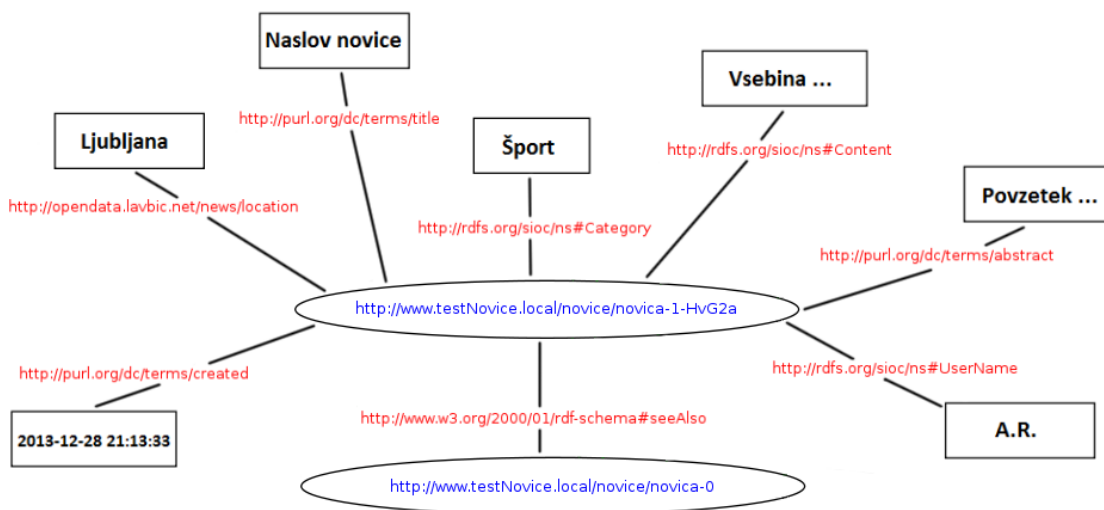 Naslov novice
Vsebina ...
http://purl.org/dc/terms/title
Ljubljana
Šport
http://rdfs.org/sioc/ns#Content
Povzetek ...
http://opendata.lavbic.net/news/location
http://rdfs.org/sioc/ns#Category
http://purl.org/dc/terms/abstract
http://www.testNovice.local/novice/novica-1-HvG2a
http://purl.org/dc/terms/created
http://rdfs.org/sioc/ns#UserName
http://www.w3.org/2000/01/rdf-schema#seeAlso
2013-12-28 21:13:33
A.R.
http://www.testNovice.local/novice/novica-0